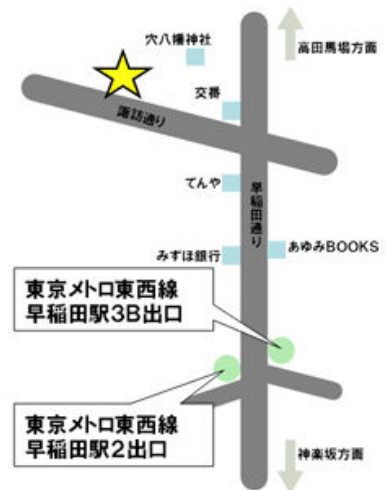 穴八幡神社
高田馬場方面
交番
諏訪通り
てんや
早稲田通り
みずほ銀行
あゆみBOOKS
東京メトロ東西線
早稲田駅3B出口
東京メトロ東西線
早稲田駅2出口
神楽坂方面